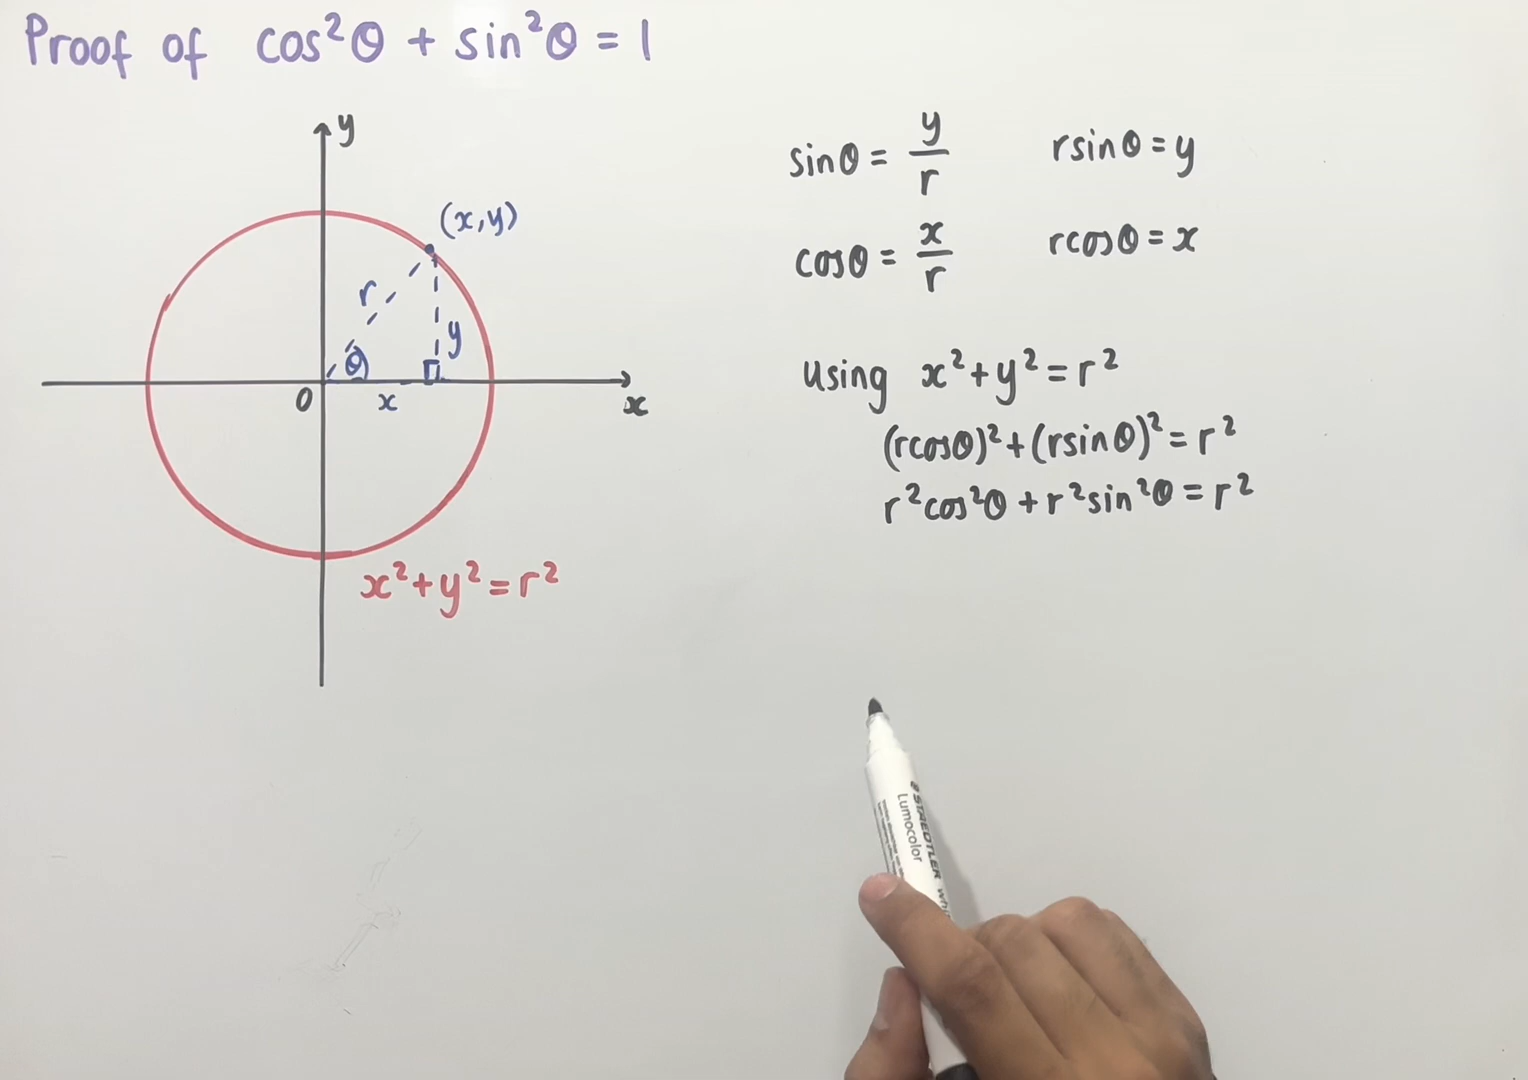 Proof of cos²θ + sin²θ = 1
y
(x,y)
r
y
θ
O
x
x
x²+y²=r²
sinθ = y/r
rsinθ = y
cosθ = x/r
rcosθ = x
Using x²+y²=r²
(rcosθ)²+(rsinθ)²=r²
r²cos²θ + r²sin²θ = r²
STAEDTLER
Lumocolor